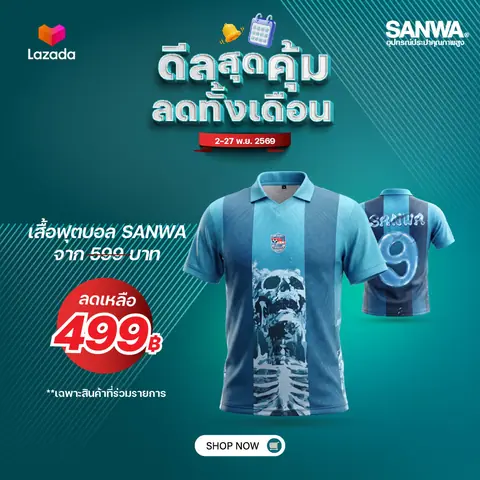 Lazada
SANWA®
อุปกรณ์ประปาคุณภาพสูง
ดีลสุดคุ้ม
ลดทั้งเดือน
2-27 พ.ย. 2569
เสื้อฟุตบอล SANWA
จาก 599 บาท
ลดเหลือ
499฿
**เฉพาะสินค้าที่ร่วมรายการ
SANWA
9
SHOP NOW